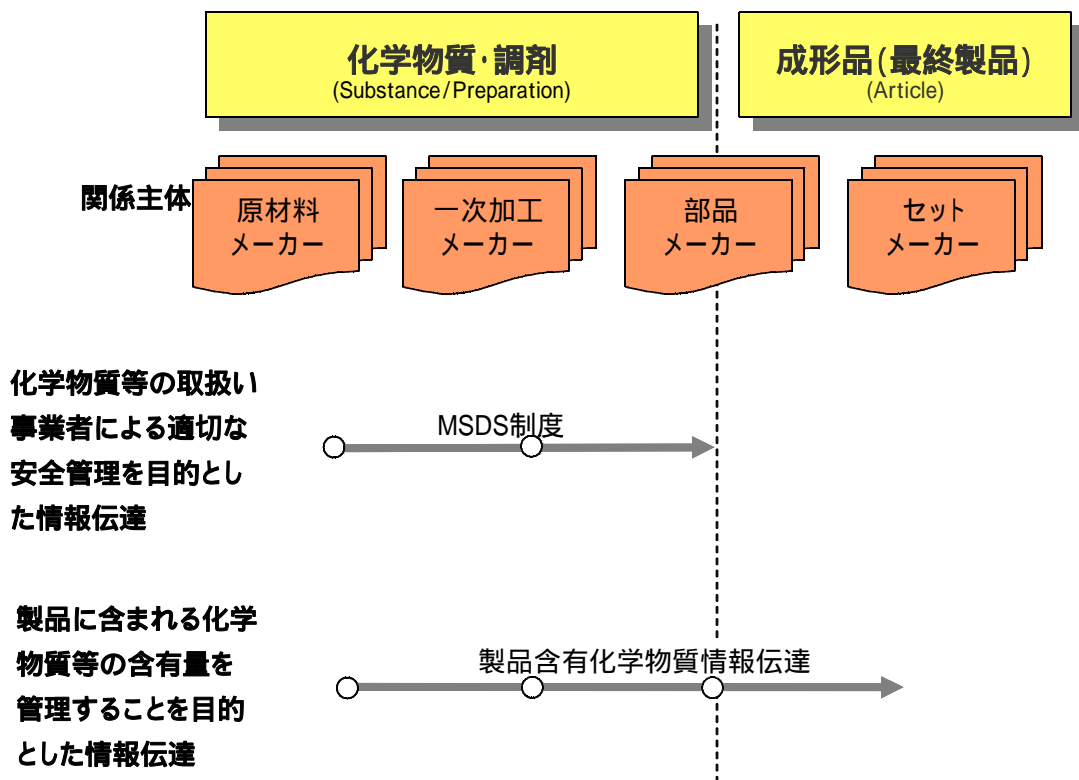 化学物質・調剤
(Substance/Preparation)
成形品(最終製品)
(Article)
関係主体
原材料
メーカー
一次加工
メーカー
部品
メーカー
セット
メーカー
化学物質等の取扱い
事業者による適切な
安全管理を目的とし
た情報伝達
MSDS制度
製品に含まれる化学
物質等の含有量を
管理することを目的
とした情報伝達
製品含有化学物質情報伝達